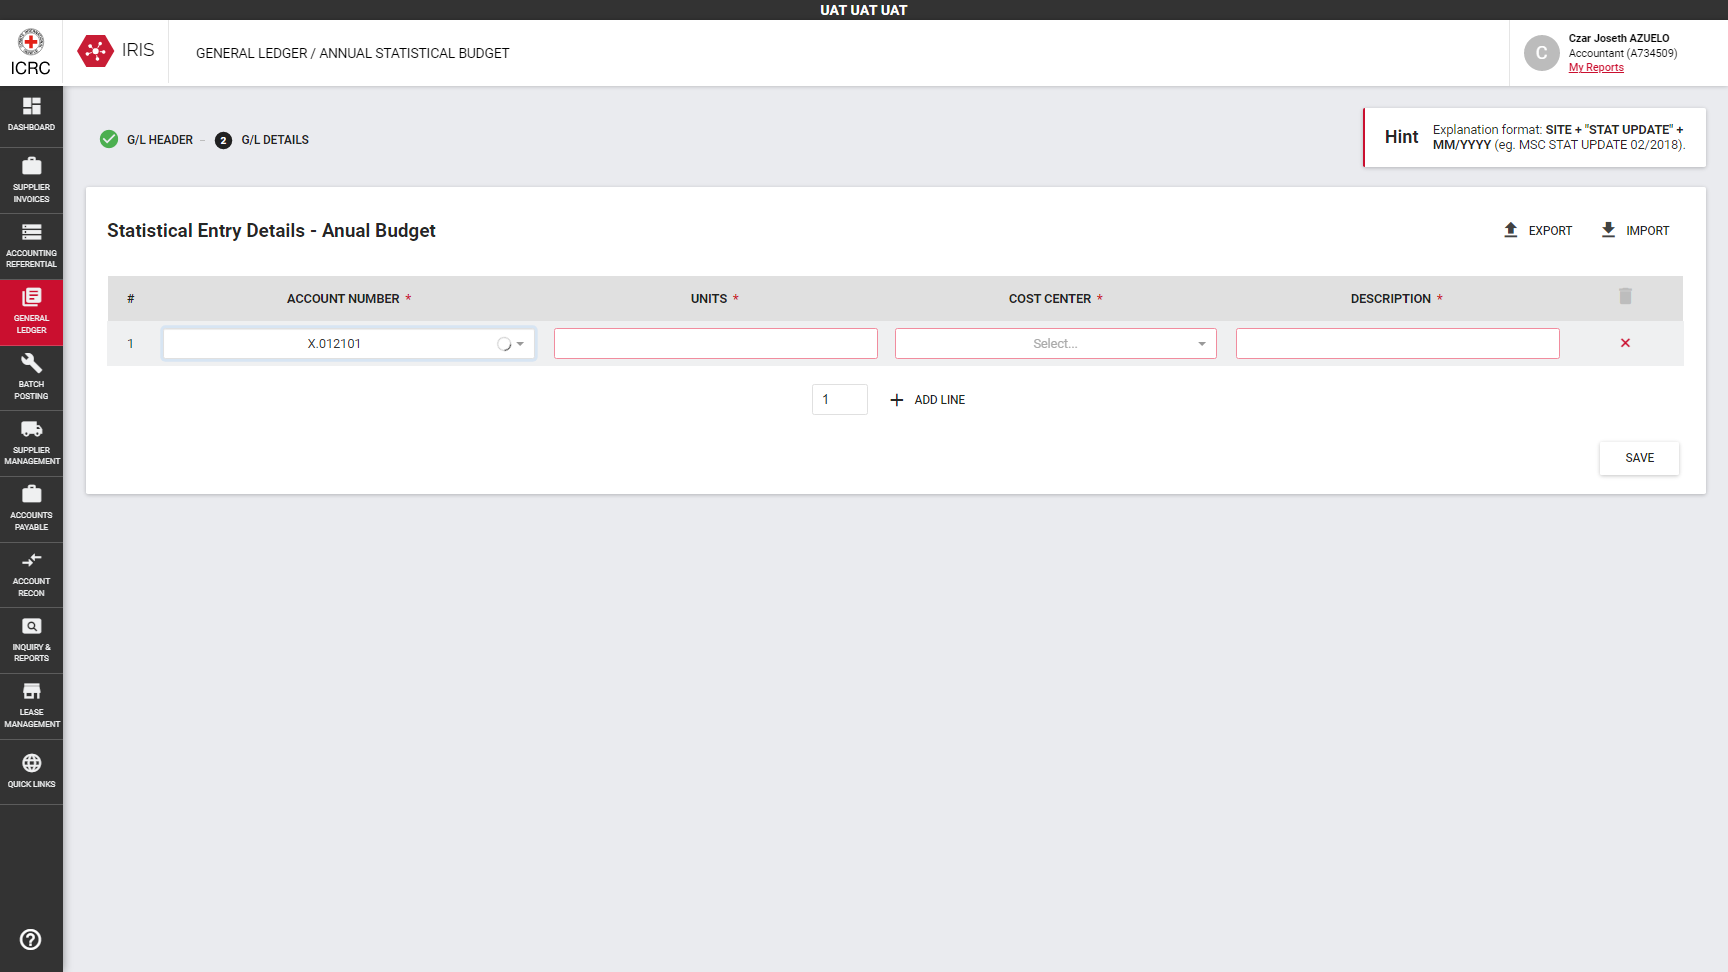 UAT UAT UAT
ICRC
IRIS
GENERAL LEDGER / ANNUAL STATISTICAL BUDGET
C
Czar Joseth AZUELO
Accountant (A734509)
My Reports
DASHBOARD
SUPPLIER
INVOICES
ACCOUNTING
REFERENTIAL
GENERAL
LEDGER
BATCH
POSTING
SUPPLIER
MANAGEMENT
ACCOUNTS
PAYABLE
ACCOUNT
RECON
INQUIRY &
REPORTS
LEASE
MANAGEMENT
QUICK LINKS
G/L HEADER
2 G/L DETAILS
Hint
Explanation format: SITE + "STAT UPDATE" +
MM/YYYY (eg. MSC STAT UPDATE 02/2018).
Statistical Entry Details - Anual Budget
EXPORT
IMPORT
# ACCOUNT NUMBER * UNITS * COST CENTER * DESCRIPTION *
1 X.012101 Select...
1 ADD LINE
SAVE